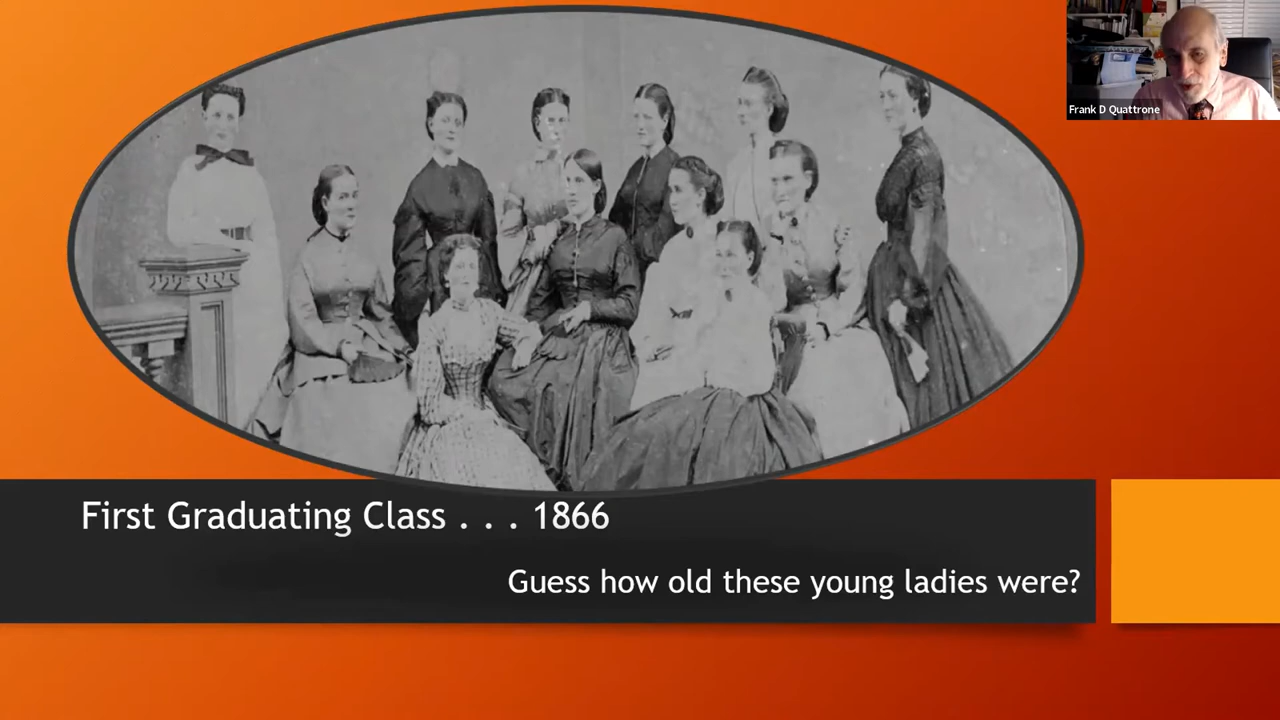 Frank D Quattrone
First Graduating Class . . . 1866
Guess how old these young ladies were?